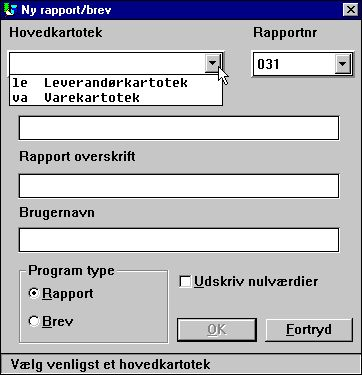 Ny rapport/brev
Hovedkartotek Rapportnr
031
le Leverandørkartotek
va Varekartotek
Rapport overskrift
Brugernavn
Program type
Rapport
Udskriv nulværdier
Brev
OK Fortryd
Vælg venligst et hovedkartotek